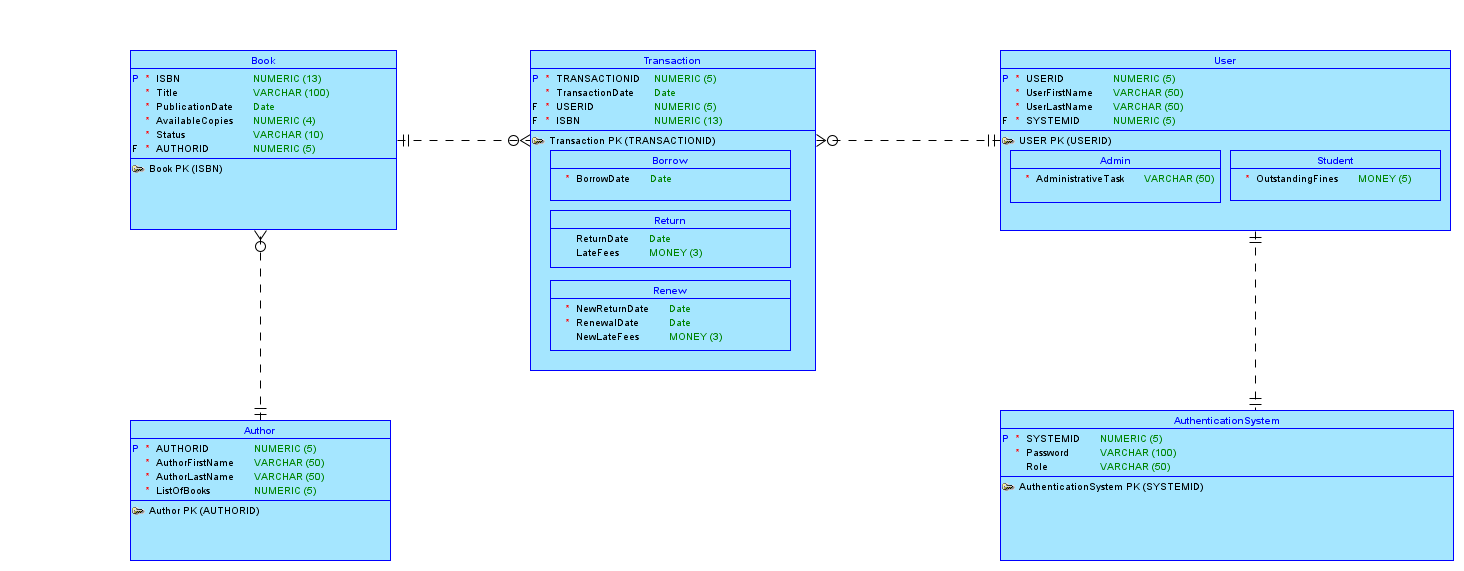 Book
P * ISBN NUMERIC (13)
* Title VARCHAR (100)
* PublicationDate Date
* AvailableCopies NUMERIC (4)
* Status VARCHAR (10)
F * AUTHORID NUMERIC (5)
Book PK (ISBN)
Transaction
P * TRANSACTIONID NUMERIC (5)
* TransactionDate Date
F * USERID NUMERIC (5)
F * ISBN NUMERIC (13)
Transaction PK (TRANSACTIONID)
Borrow
* BorrowDate Date
Return
ReturnDate Date
LateFees MONEY (3)
Renew
* NewReturnDate Date
* RenewalDate Date
NewLateFees MONEY (3)
User
P * USERID NUMERIC (5)
* UserFirstName VARCHAR (50)
* UserLastName VARCHAR (50)
F * SYSTEMID NUMERIC (5)
USER PK (USERID)
Admin
* AdministrativeTask VARCHAR (50)
Student
* OutstandingFines MONEY (5)
Author
P * AUTHORID NUMERIC (5)
* AuthorFirstName VARCHAR (50)
* AuthorLastName VARCHAR (50)
* ListOfBooks NUMERIC (5)
Author PK (AUTHORID)
AuthenticationSystem
P * SYSTEMID NUMERIC (5)
* Password VARCHAR (100)
Role VARCHAR (50)
AuthenticationSystem PK (SYSTEMID)